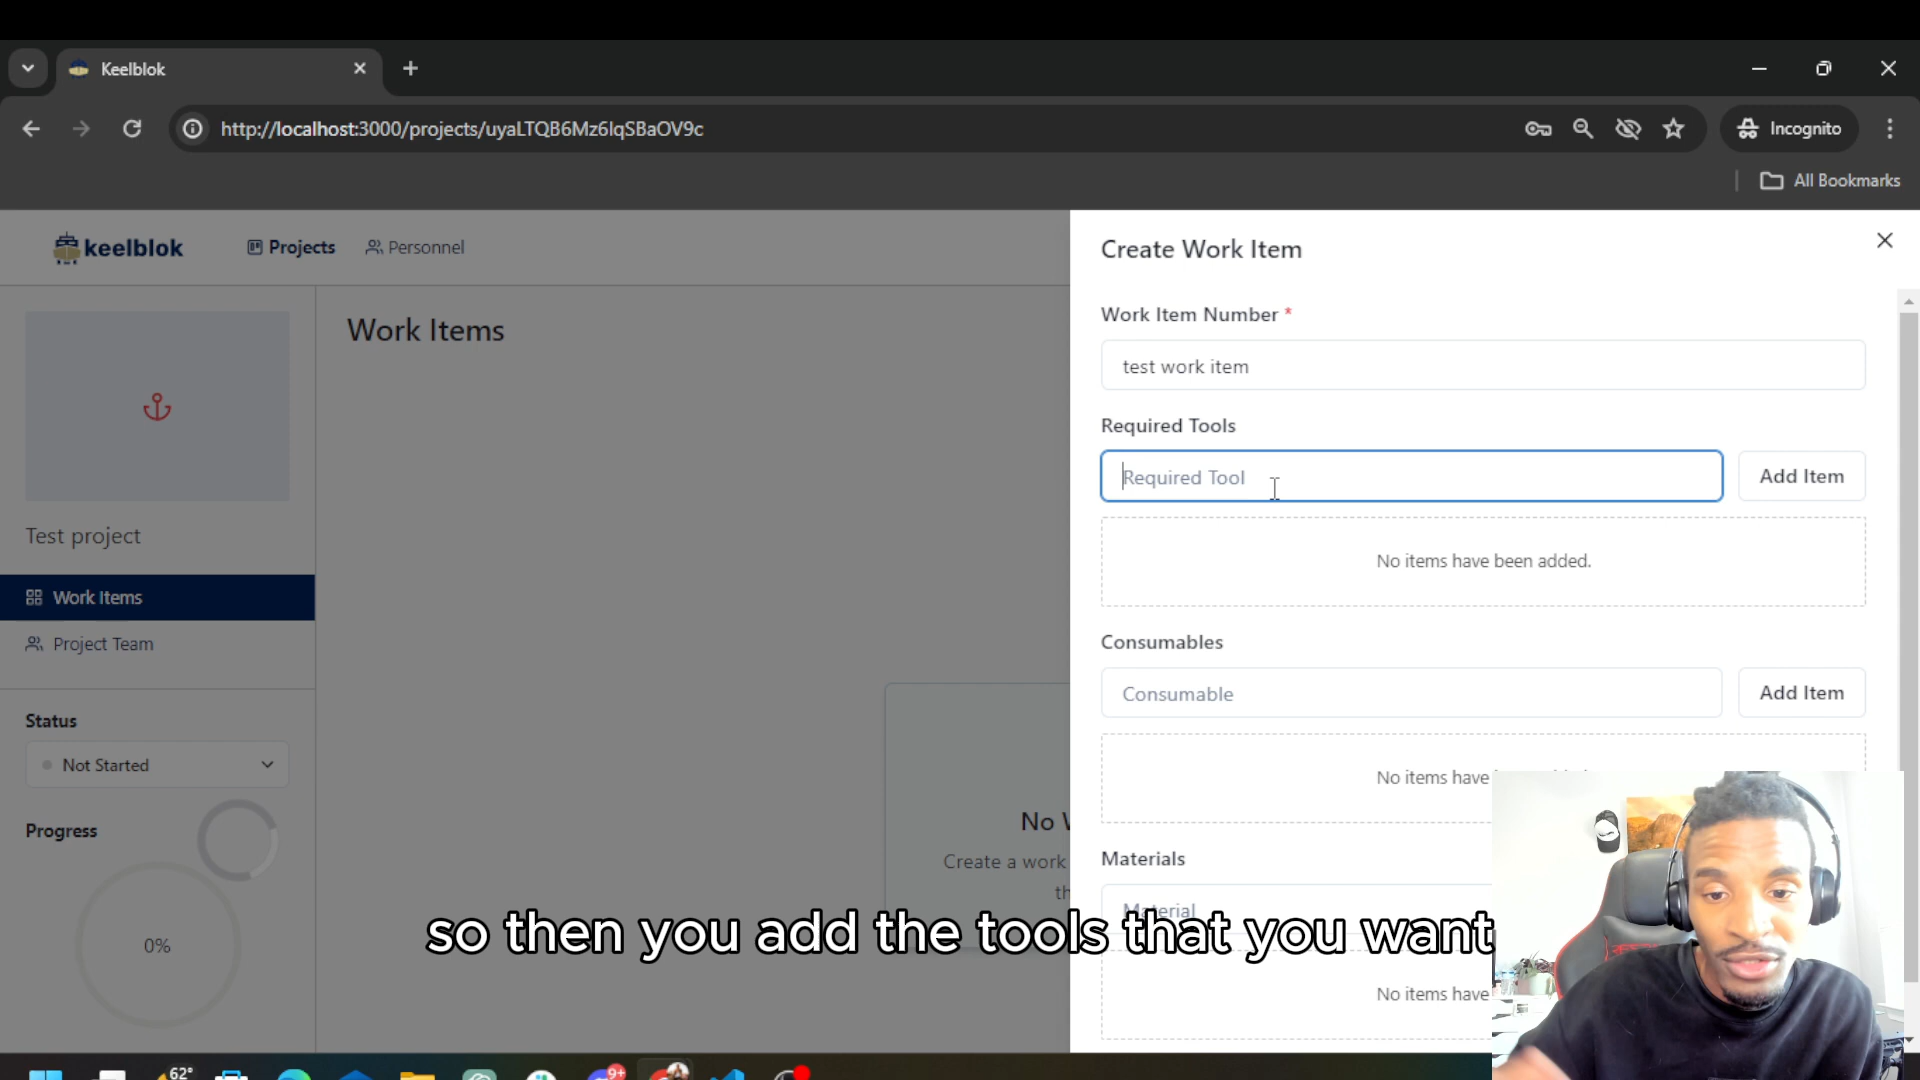 Keelblok
http://localhost:3000/projects/uyaLTQB6Mz6lqSBaOV9c
Incognito
All Bookmarks
keelblok
Projects
Personnel
Test project
Work Items
Project Team
Status
Not Started
Progress
0%
Work Items
No W
Create a work
th
Create Work Item
Work Item Number *
test work item
Required Tools
Required Tool
Add Item
No items have been added.
Consumables
Consumable
Add Item
No items have
Materials
Material
No items have
so then you add the tools that you want
62°
9+